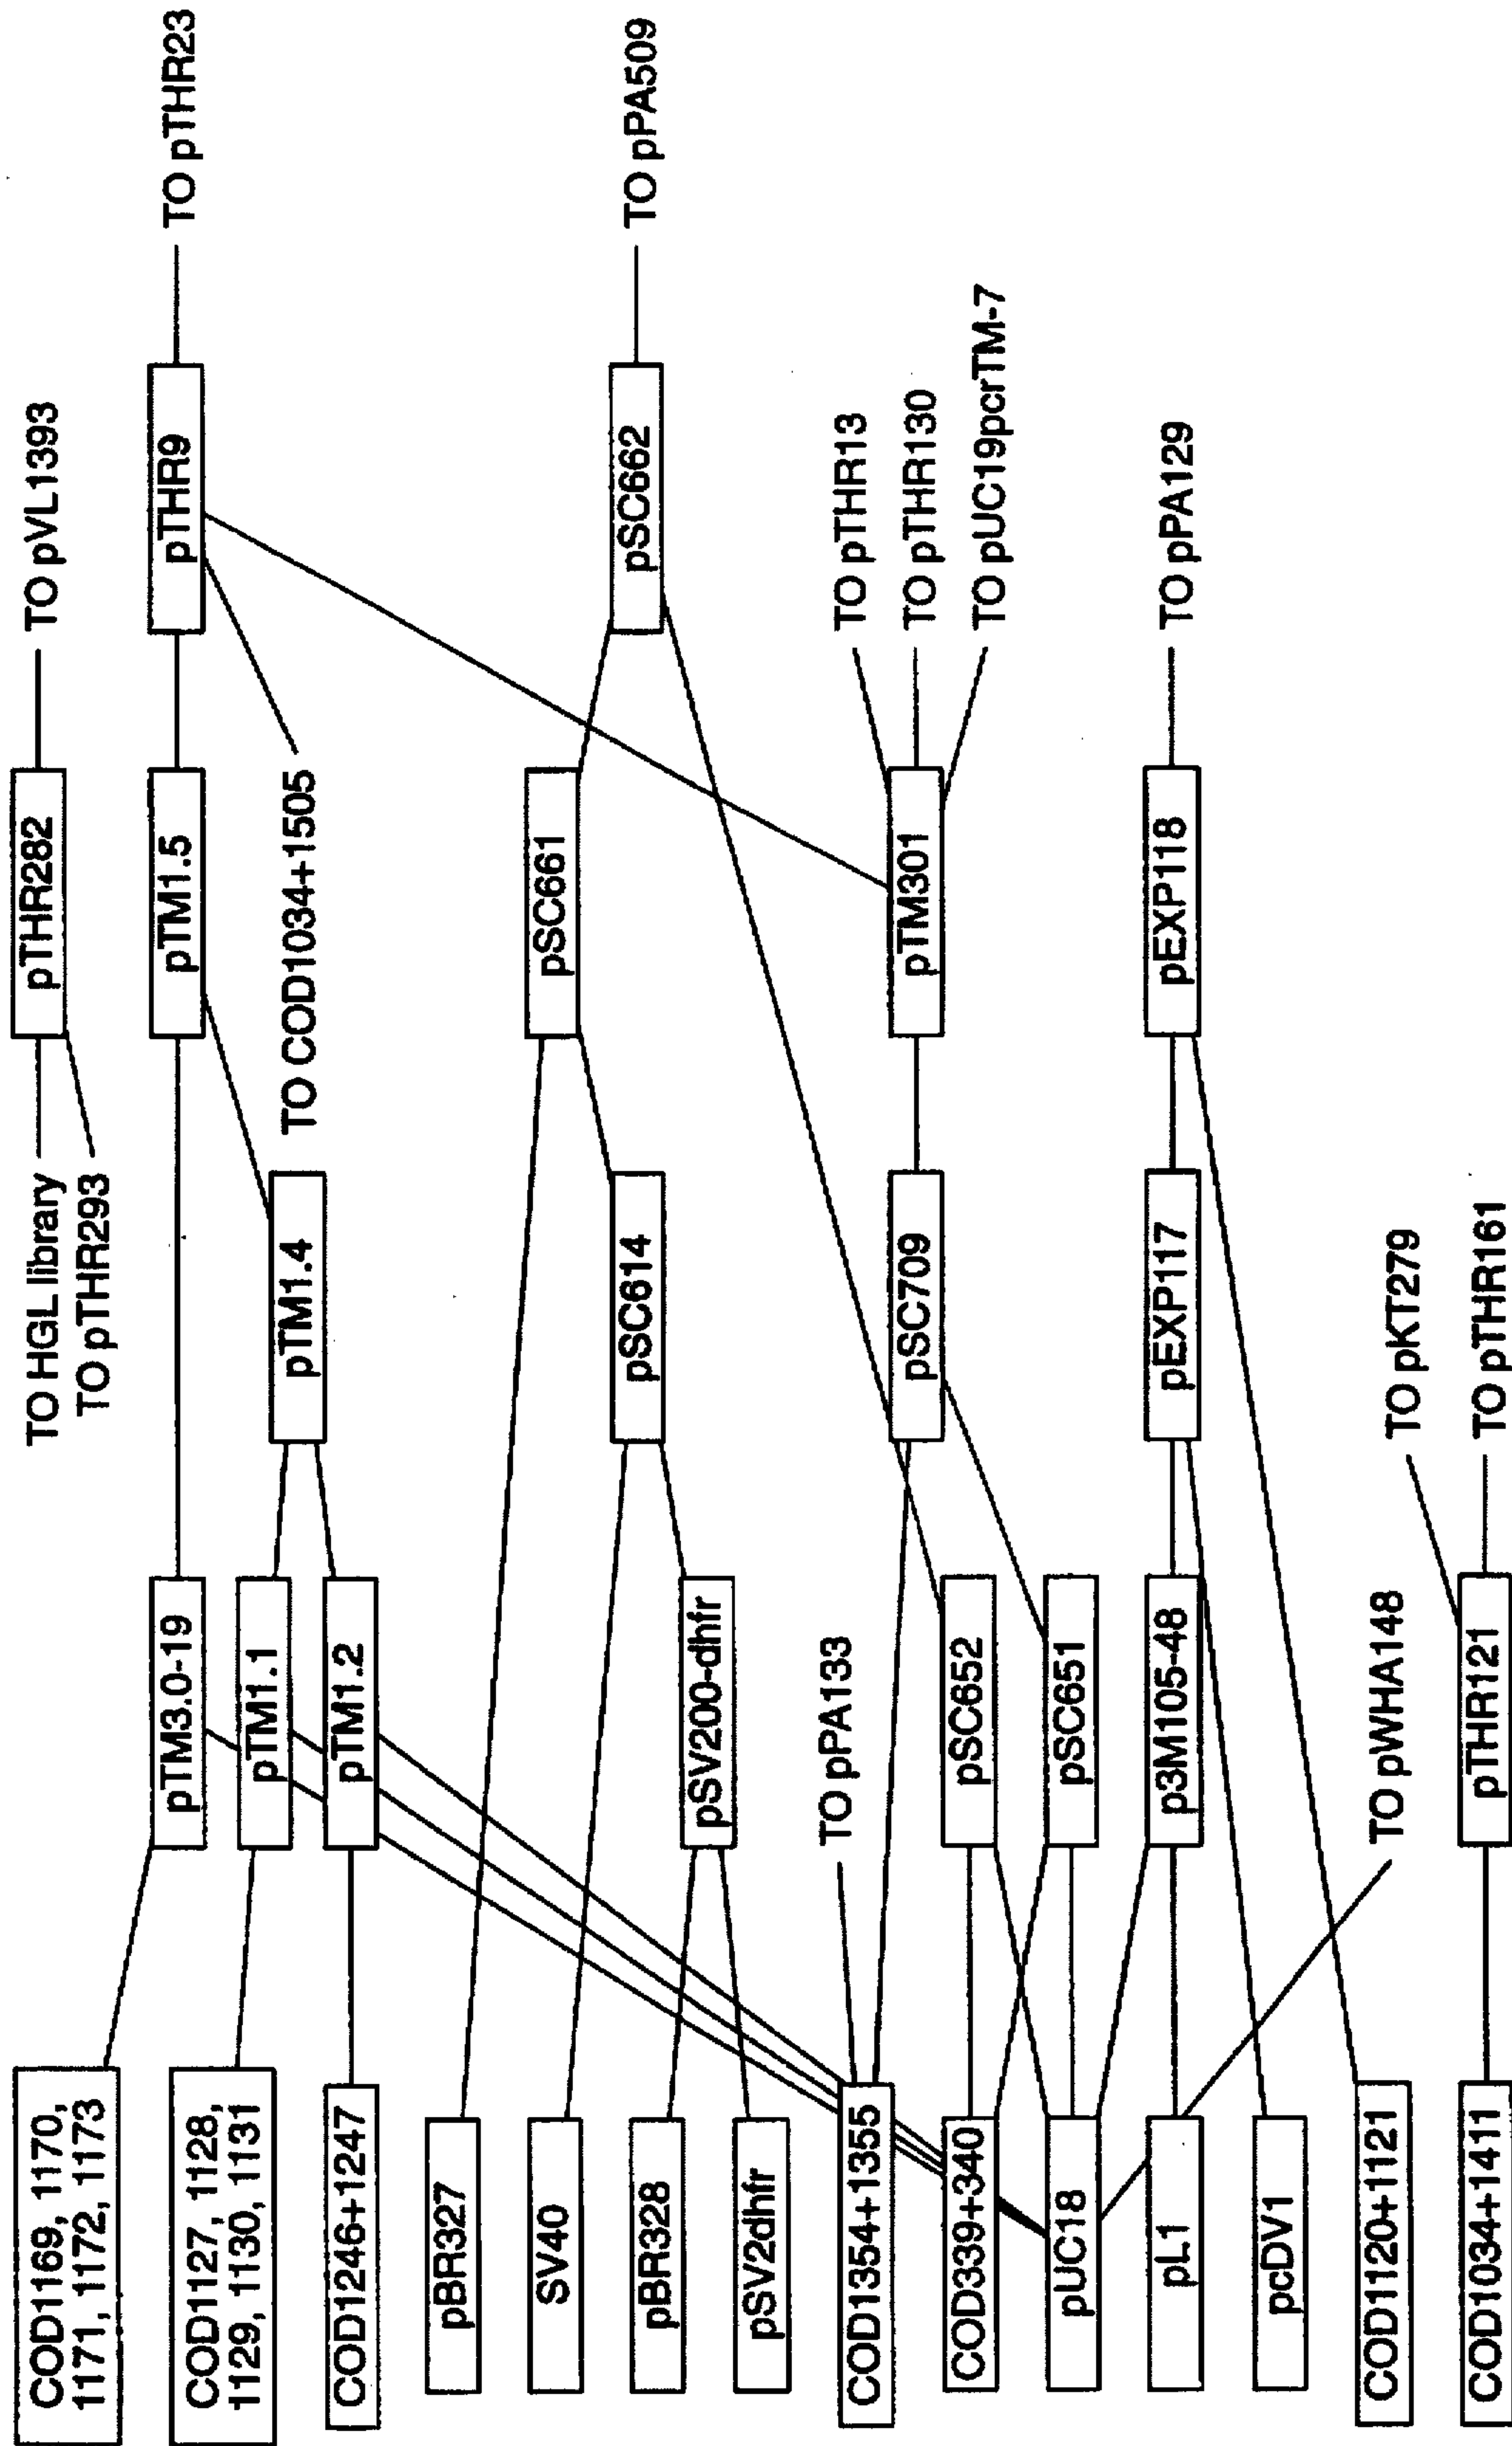 COD1169, 1170,
1171, 1172, 1173
COD1127, 1128,
1129, 1130, 1131
COD1246+1247
pBR327
SV40
pBR328
pSV2dhfr
COD1354+1355
COD339+340
pUC18
pL1
pcDV1
COD1120+1121
COD1034+1411
pTM3.0-19
pTM1.1
pTM1.2
pSV200-dhfr
TO pPA133
pSC652
pSC651
p3M105-48
TO pWHA148
pTHR121
TO HGL library
TO pTHR293
pTM1.4
pSC614
pSC709
pEXP117
TO pKT279
TO pTHR161
pTHR282
pTM1.5
TO COD1034+1505
pSC661
pTM301
pEXP118
TO pVL1393
pTHR9
pSC662
TO pTHR13
TO pTHR130
TO pUC19pcrTM-7
TO pPA129
TO pTHR23
TO pPA509